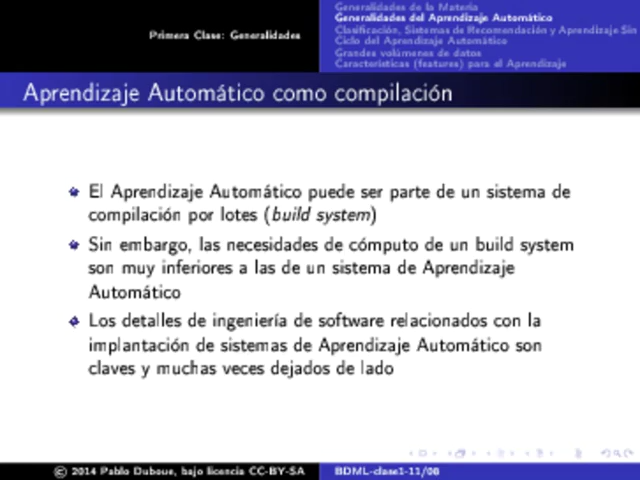 Primera Clase: Generalidades
Generalidades de la Materia
Generalidades del Aprendizaje Automático
Clasificación, Sistemas de Recomendación y Aprendizaje Sin
Ciclo del Aprendizaje Automático
Grandes volúmenes de datos
Características (features) para el Aprendizaje
Aprendizaje Automático como compilación
El Aprendizaje Automático puede ser parte de un sistema de
compilación por lotes (build system)
Sin embargo, las necesidades de cómputo de un build system
son muy inferiores a las de un sistema de Aprendizaje
Automático
Los detalles de ingeniería de software relacionados con la
implantación de sistemas de Aprendizaje Automático son
claves y muchas veces dejados de lado
© 2014 Pablo Duboue, bajo licencia CC-BY-SA
BDML-clase1-11/08